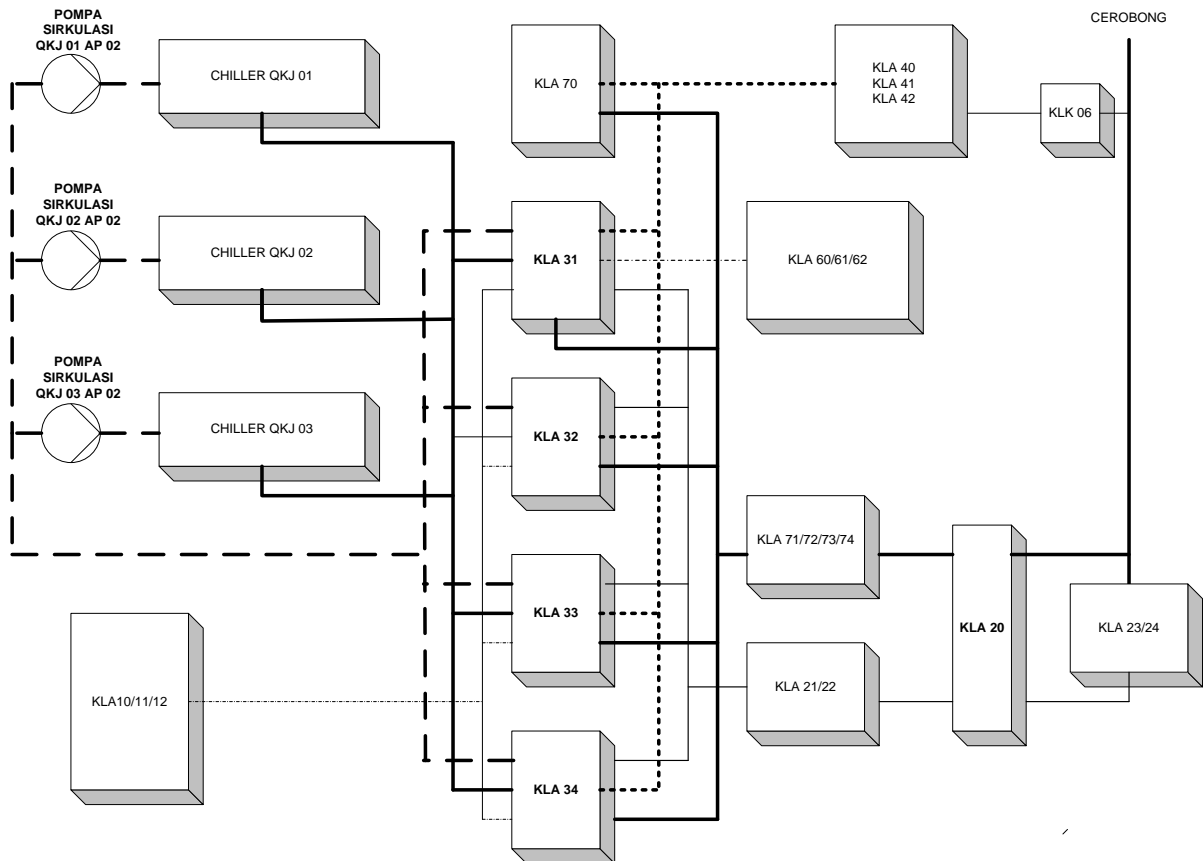 POMPA
SIRKULASI
QKJ 01 AP 02
CHILLER QKJ 01
KLA 70
KLA 40
KLA 41
KLA 42
KLK 06
CEROBONG
POMPA
SIRKULASI
QKJ 02 AP 02
CHILLER QKJ 02
KLA 31
KLA 60/61/62
POMPA
SIRKULASI
QKJ 03 AP 02
CHILLER QKJ 03
KLA 32
KLA 71/72/73/74
KLA 33
KLA 20
KLA 23/24
KLA10/11/12
KLA 21/22
KLA 34